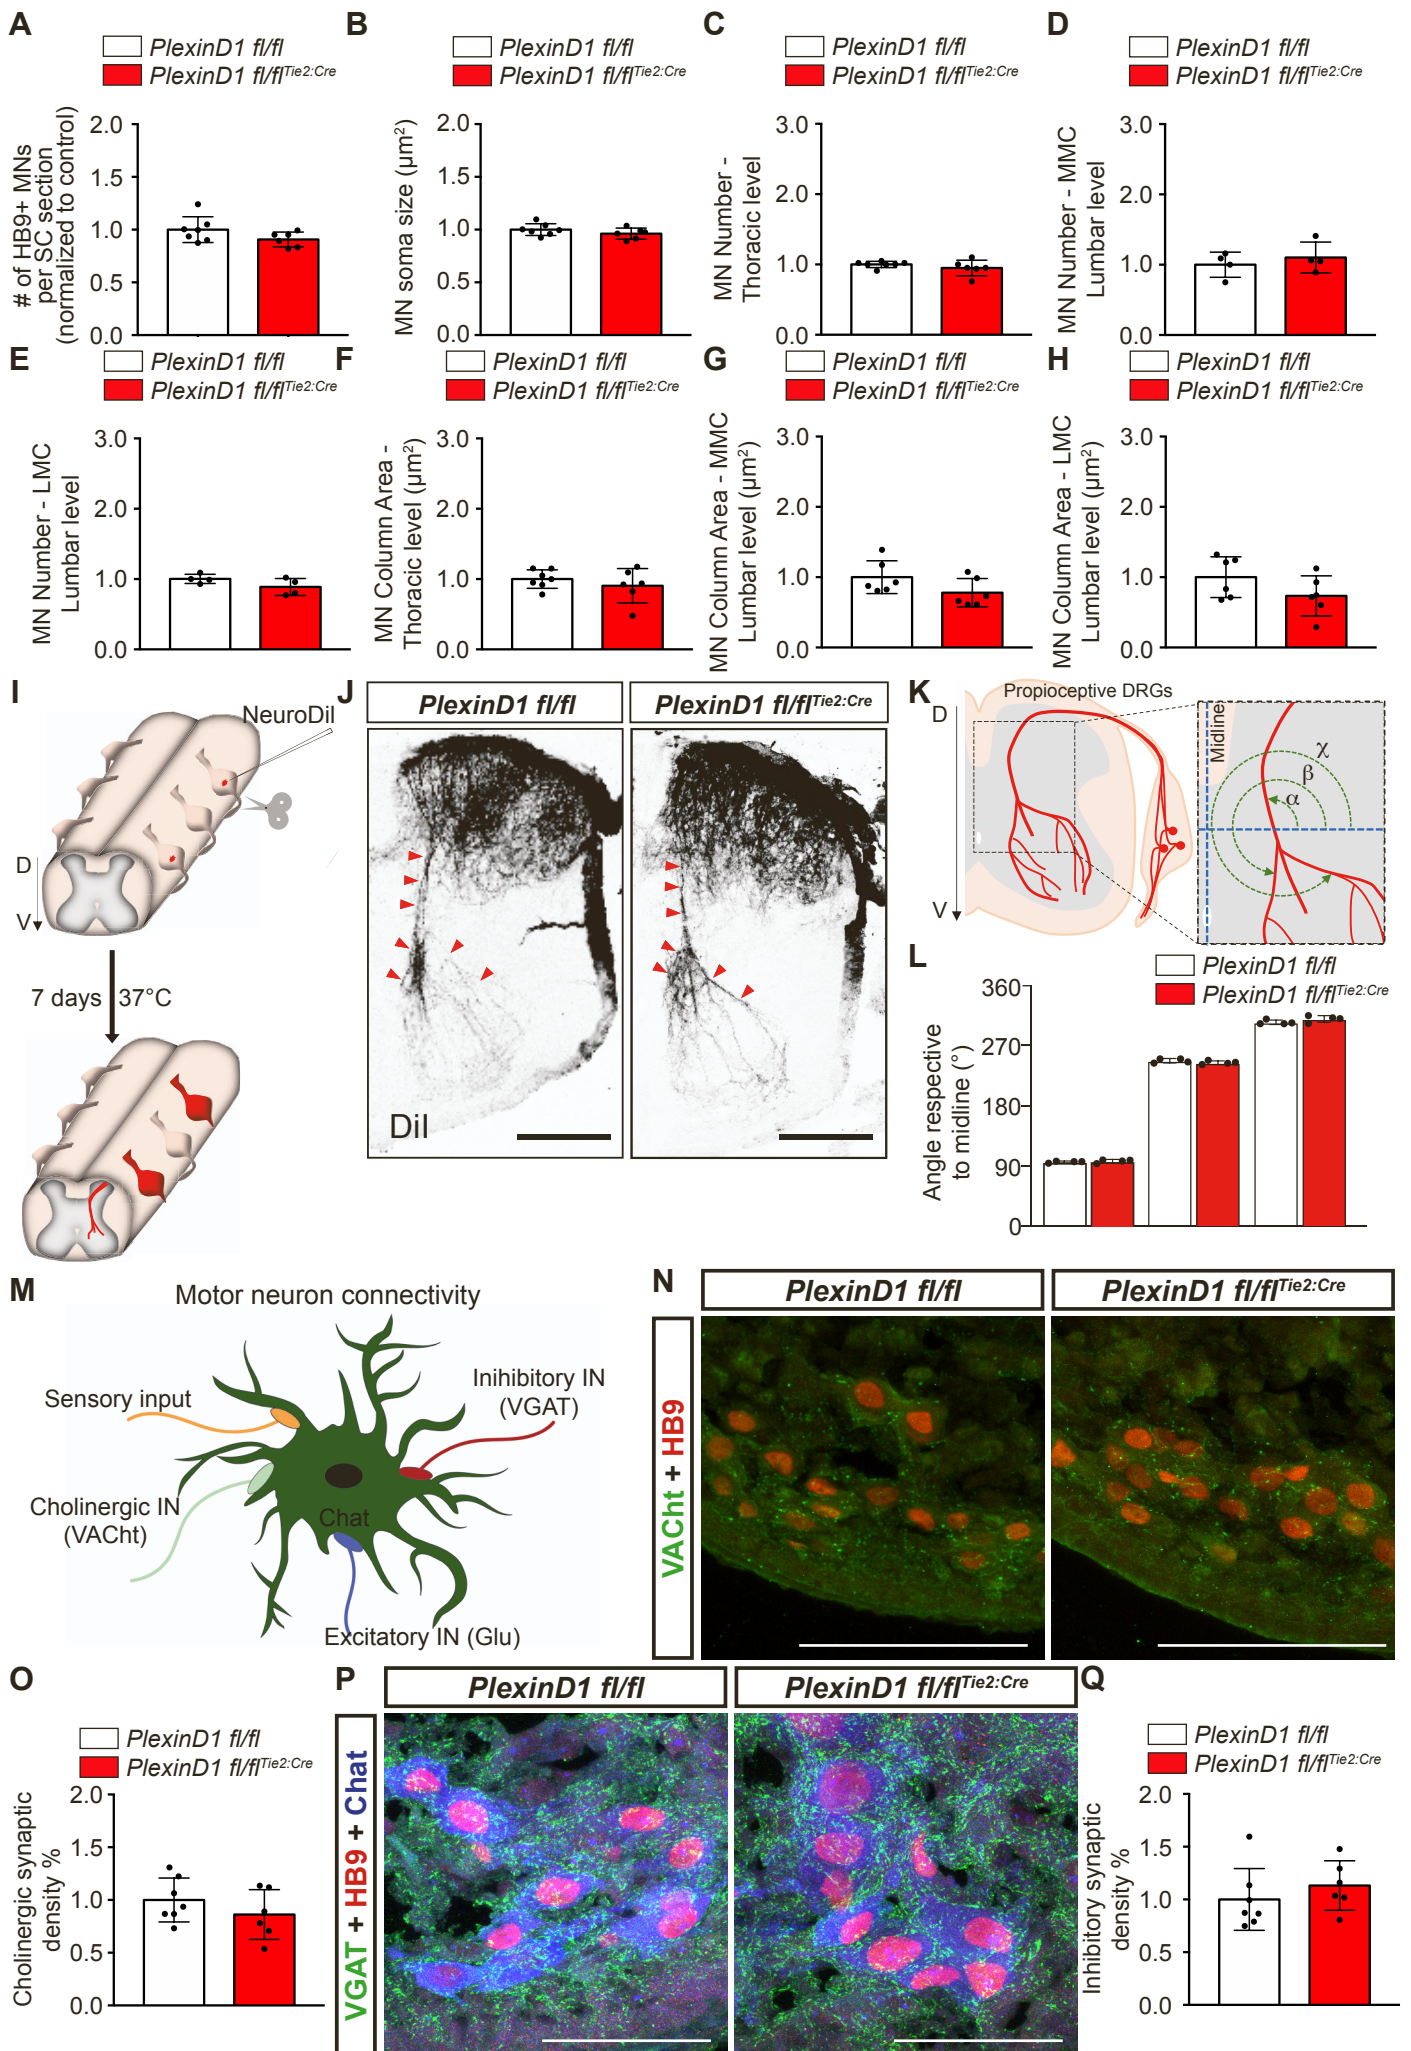 A
PlexinD1 fl/fl
PlexinD1 fl/flTie2:Cre
# of HB9+ MNs
per SC section
(normalized to control)
2.0
1.5
1.0
0.5
0.0
B
PlexinD1 fl/fl
PlexinD1 fl/flTie2:Cre
MN soma size (µm²)
2.0
1.5
1.0
0.5
0.0
C
PlexinD1 fl/fl
PlexinD1 fl/flTie2:Cre
MN Number -
Thoracic level
3.0
2.0
1.0
0.0
D
PlexinD1 fl/fl
PlexinD1 fl/flTie2:Cre
MN Number - MMC
Lumbar level
3.0
2.0
1.0
0.0
E
PlexinD1 fl/fl
PlexinD1 fl/flTie2:Cre
MN Number - LMC
Lumbar level
3.0
2.0
1.0
0.0
F
PlexinD1 fl/fl
PlexinD1 fl/flTie2:Cre
MN Column Area -
Thoracic level (µm²)
3.0
2.0
1.0
0.0
G
PlexinD1 fl/fl
PlexinD1 fl/flTie2:Cre
MN Column Area - MMC
Lumbar level (µm²)
3.0
2.0
1.0
0.0
H
PlexinD1 fl/fl
PlexinD1 fl/flTie2:Cre
MN Column Area - LMC
Lumbar level (µm²)
3.0
2.0
1.0
0.0
I
NeuroDiI
D
V
7 days
37°C
J
PlexinD1 fl/fl
PlexinD1 fl/flTie2:Cre
DiI
K
Propioceptive DRGs
D
V
Midline
χ
β
α
L
PlexinD1 fl/fl
PlexinD1 fl/flTie2:Cre
Angle respective
to midline (°)
360
270
180
90
0
M
Motor neuron connectivity
Sensory input
Inihibitory IN
(VGAT)
Cholinergic IN
(VACht)
Chat
Excitatory IN (Glu)
N
PlexinD1 fl/fl
PlexinD1 fl/flTie2:Cre
VACht + HB9
O
PlexinD1 fl/fl
PlexinD1 fl/flTie2:Cre
Cholinergic synaptic
density %
2.0
1.5
1.0
0.5
0.0
P
PlexinD1 fl/fl
PlexinD1 fl/flTie2:Cre
VGAT + HB9 + Chat
Q
PlexinD1 fl/fl
PlexinD1 fl/flTie2:Cre
Inhibitory synaptic
density %
2.0
1.5
1.0
0.5
0.0